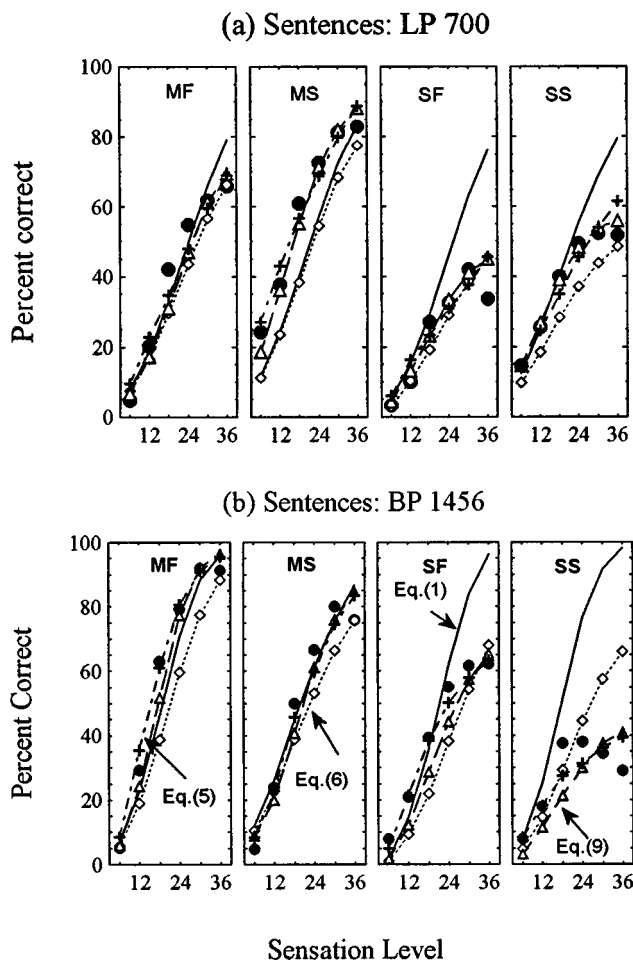 (a) Sentences: LP 700
Percent correct
100
80
60
40
20
0
MF
MS
SF
SS
12 24 36
12 24 36
12 24 36
12 24 36
(b) Sentences: BP 1456
Percent Correct
100
80
60
40
20
0
MF
MS
SF
SS
Eq.(1)
Eq.(5)
Eq.(6)
Eq.(9)
12 24 36
12 24 36
12 24 36
12 24 36
Sensation Level